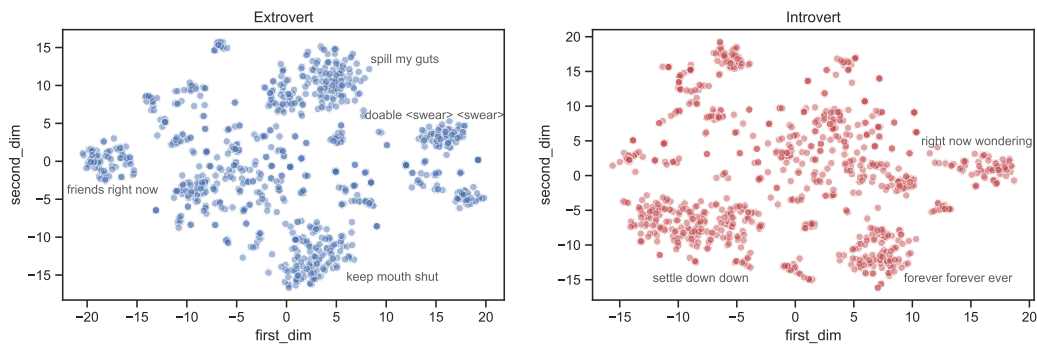 Extrovert
15
10
5
0
−5
−10
−15
second_dim
−20
−15
−10
−5
0
5
10
15
20
first_dim
spill my guts
doable <swear> <swear>
friends right now
keep mouth shut
Introvert
20
15
10
5
0
−5
−10
−15
second_dim
−15
−10
−5
0
5
10
15
20
first_dim
right now wondering
settle down down
forever forever ever